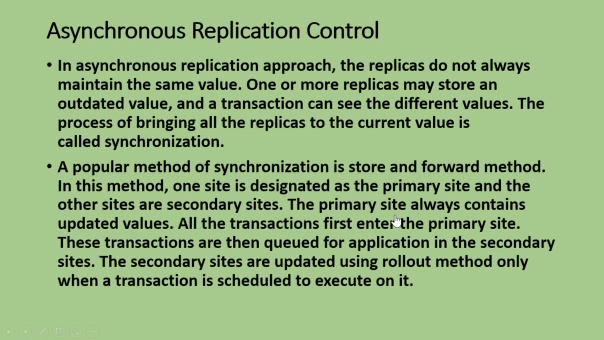 Asynchronous Replication Control
• In asynchronous replication approach, the replicas do not always
maintain the same value. One or more replicas may store an
outdated value, and a transaction can see the different values. The
process of bringing all the replicas to the current value is
called synchronization.
• A popular method of synchronization is store and forward method.
In this method, one site is designated as the primary site and the
other sites are secondary sites. The primary site always contains
updated values. All the transactions first enter the primary site.
These transactions are then queued for application in the secondary
sites. The secondary sites are updated using rollout method only
when a transaction is scheduled to execute on it.